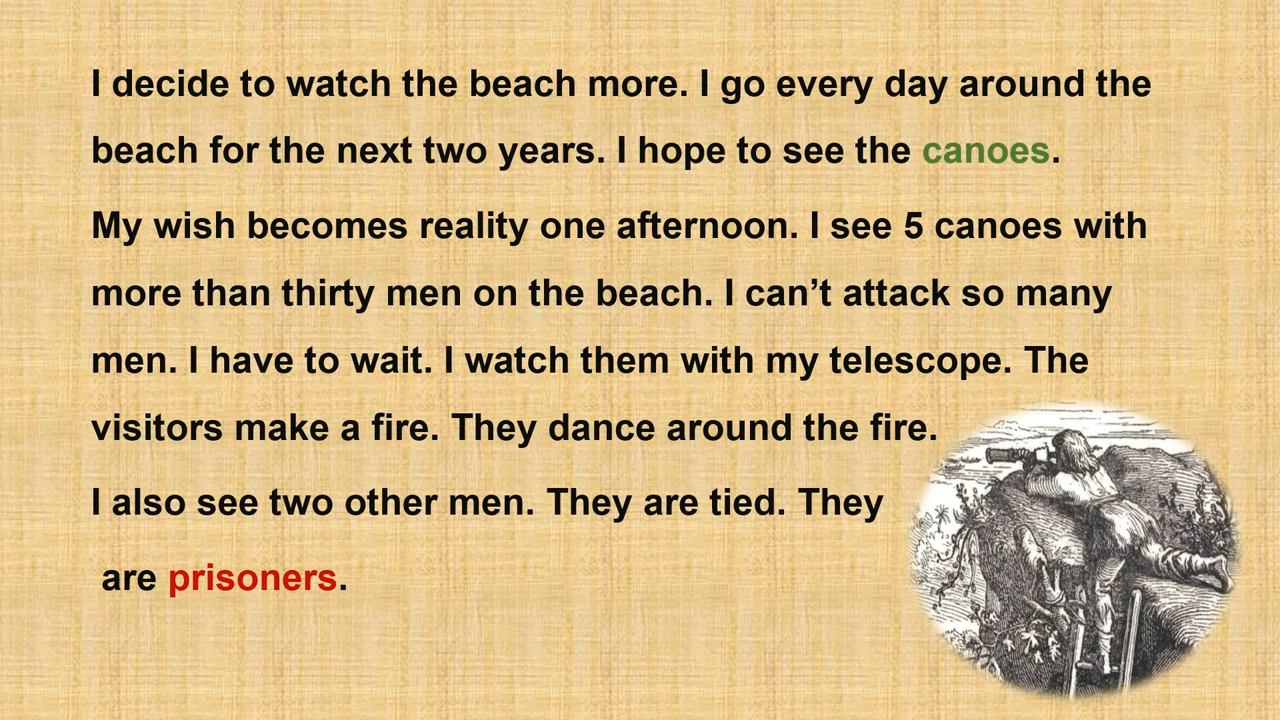 I decide to watch the beach more. I go every day around the
beach for the next two years. I hope to see the canoes.
My wish becomes reality one afternoon. I see 5 canoes with
more than thirty men on the beach. I can’t attack so many
men. I have to wait. I watch them with my telescope. The
visitors make a fire. They dance around the fire.
I also see two other men. They are tied. They
are prisoners.